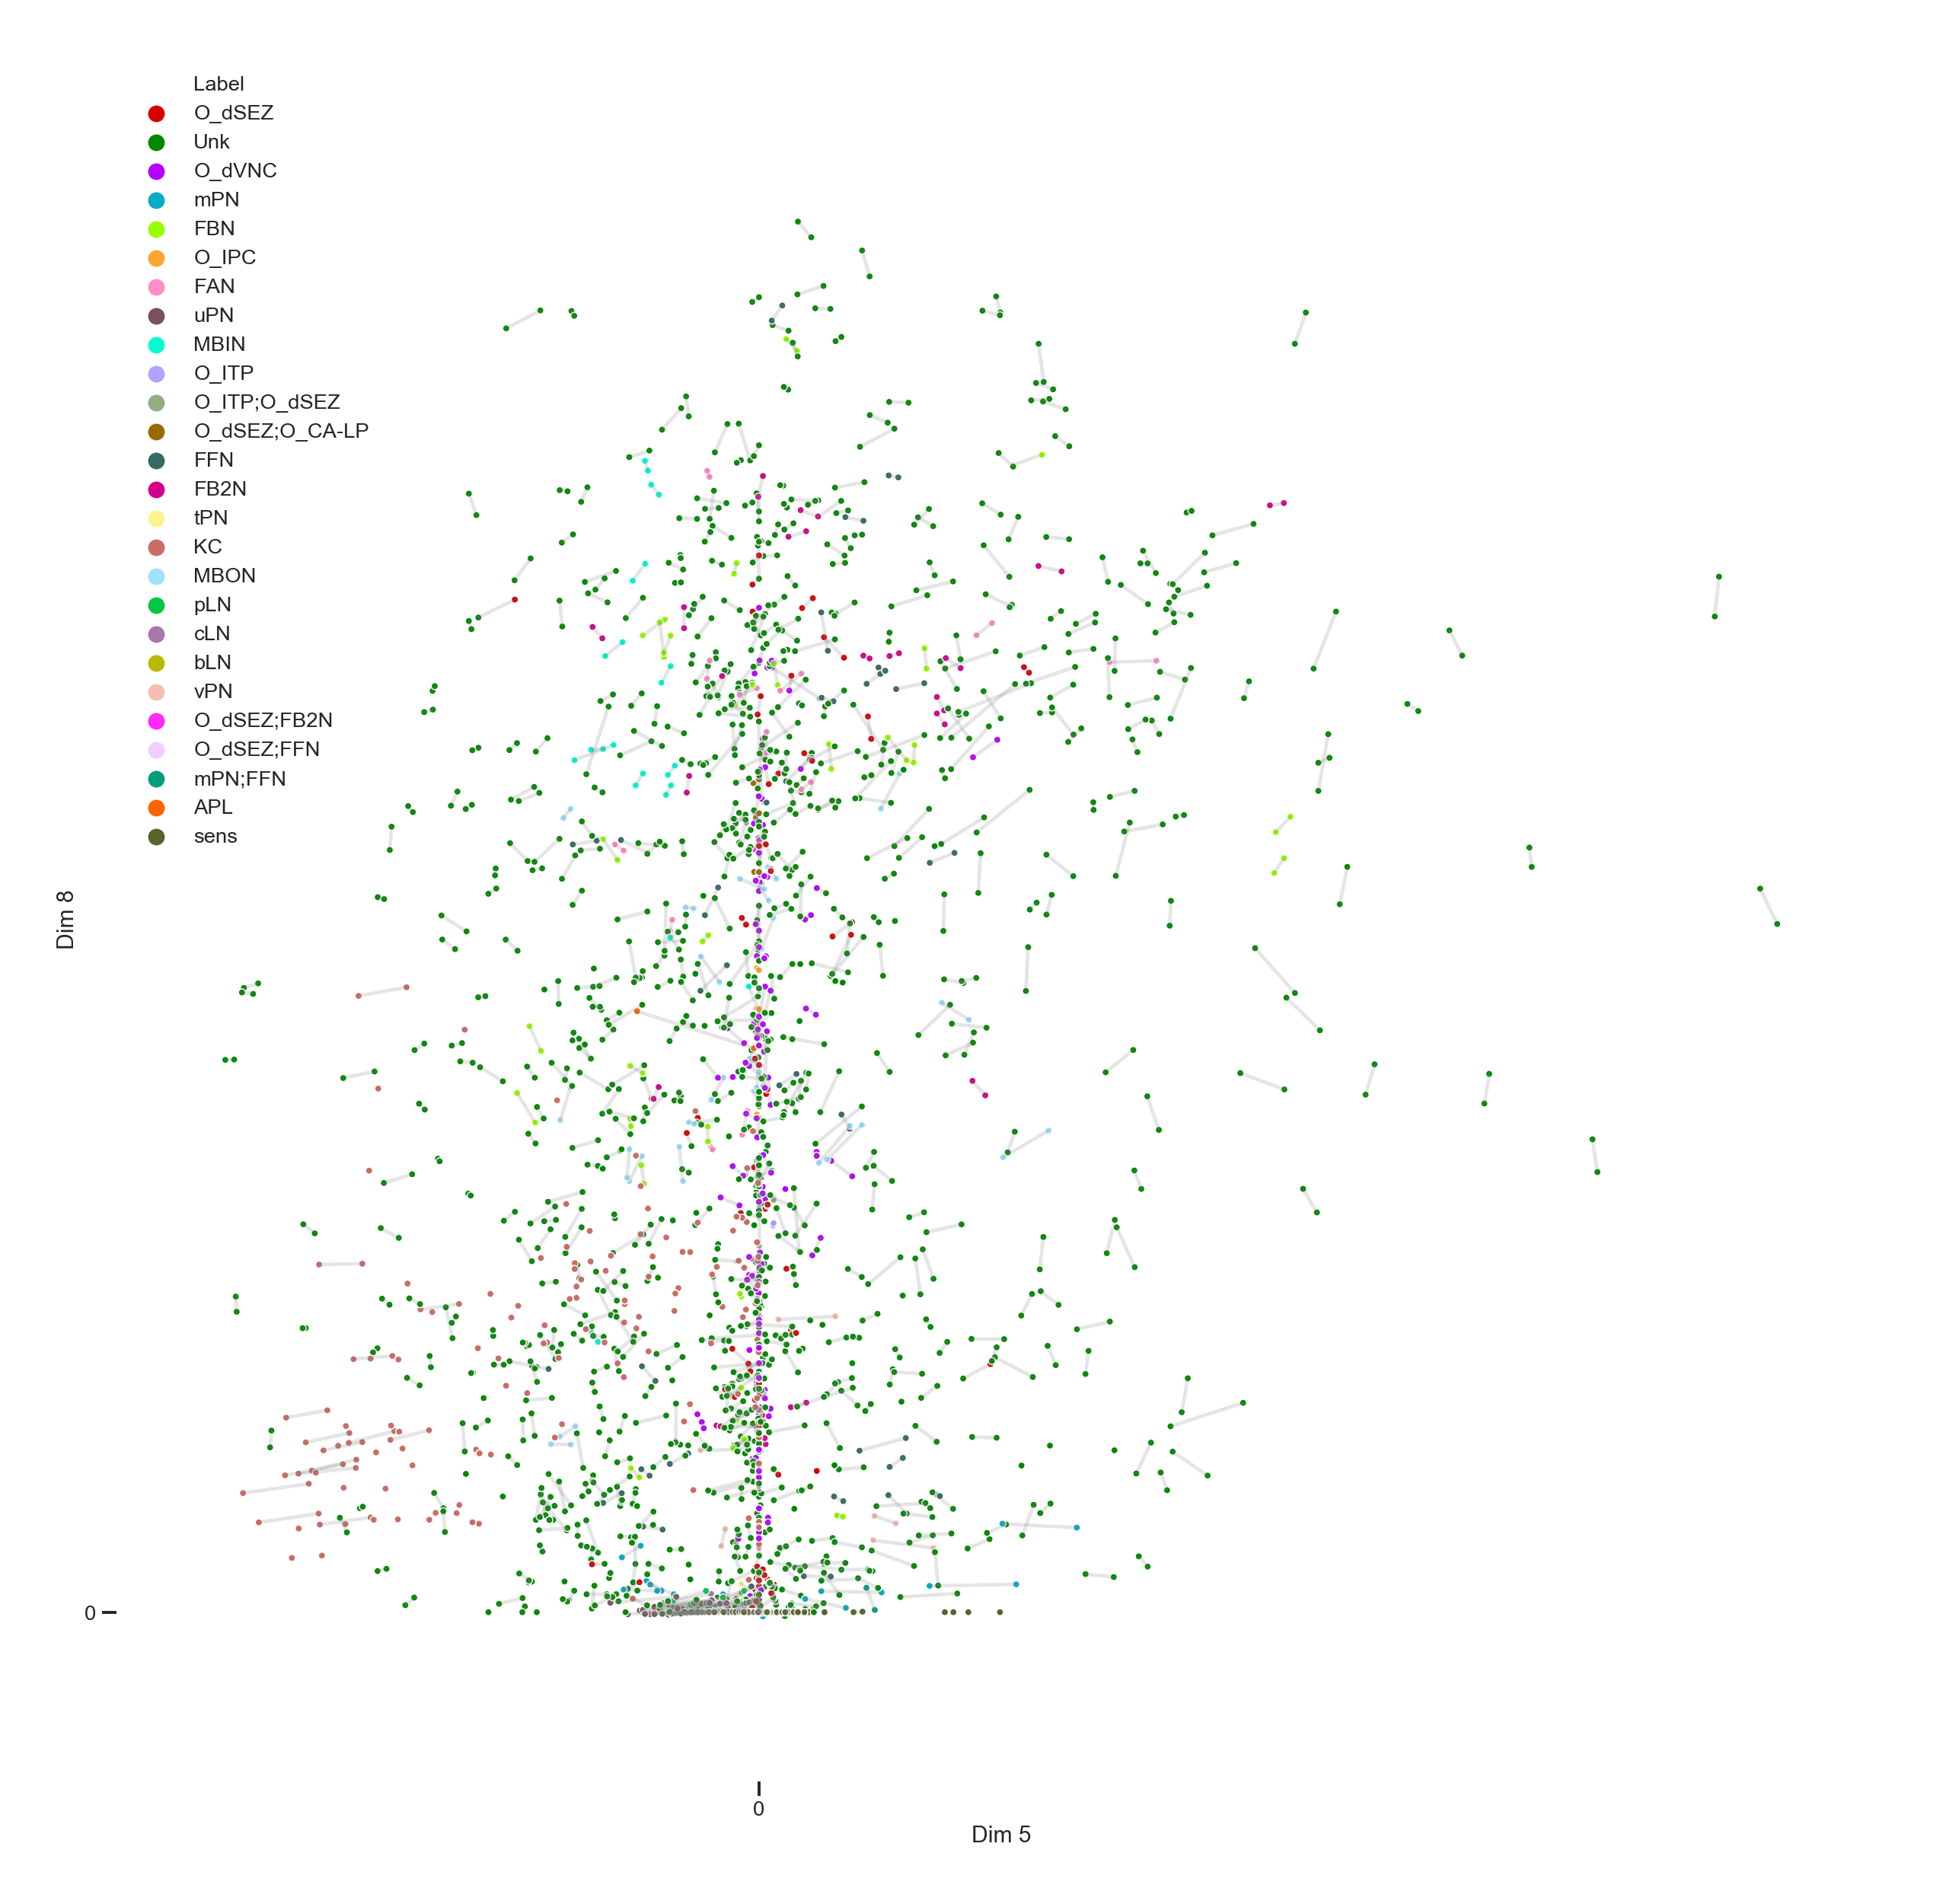 Label
O_dSEZ
Unk
O_dVNC
mPN
FBN
O_IPC
FAN
uPN
MBIN
O_ITP
O_ITP;O_dSEZ
O_dSEZ;O_CA-LP
FFN
FB2N
tPN
KC
MBON
pLN
cLN
bLN
vPN
O_dSEZ;FB2N
O_dSEZ;FFN
mPN;FFN
APL
sens
Dim 8
0
0
Dim 5